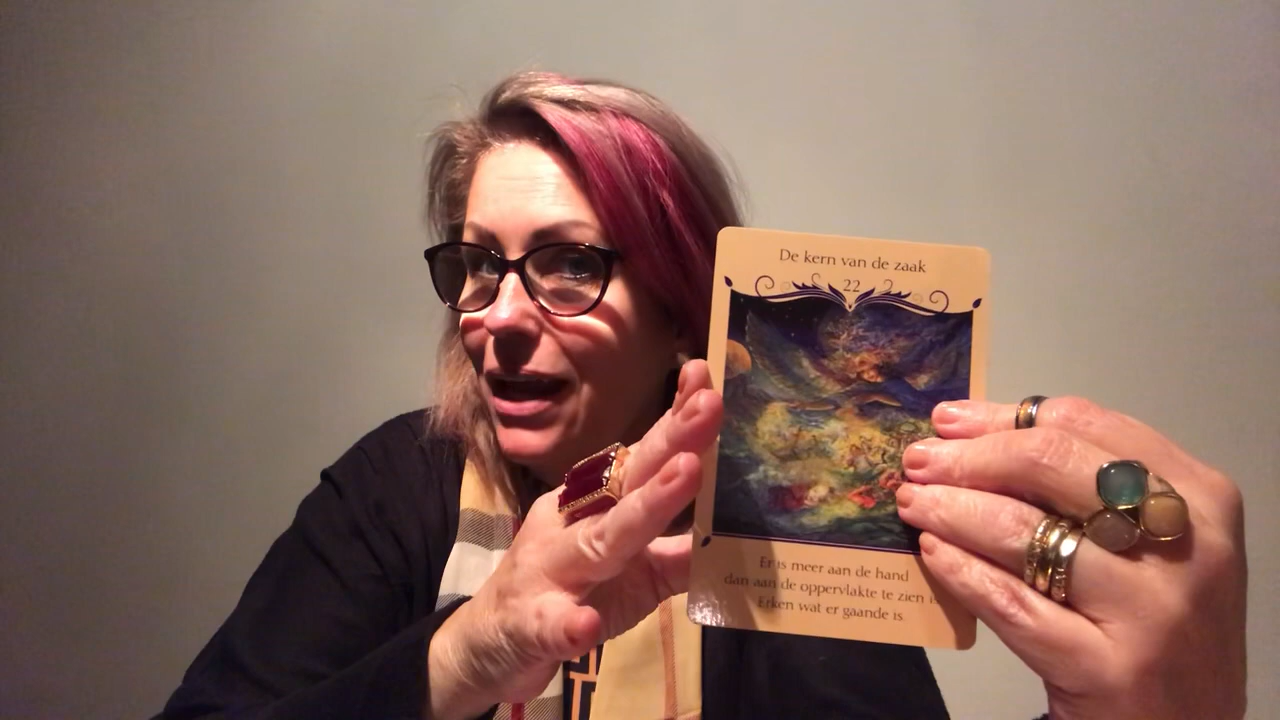 De kern van de zaak
22
Er is meer aan de hand
dan aan de oppervlakte te zien is
Erken wat er gaande is